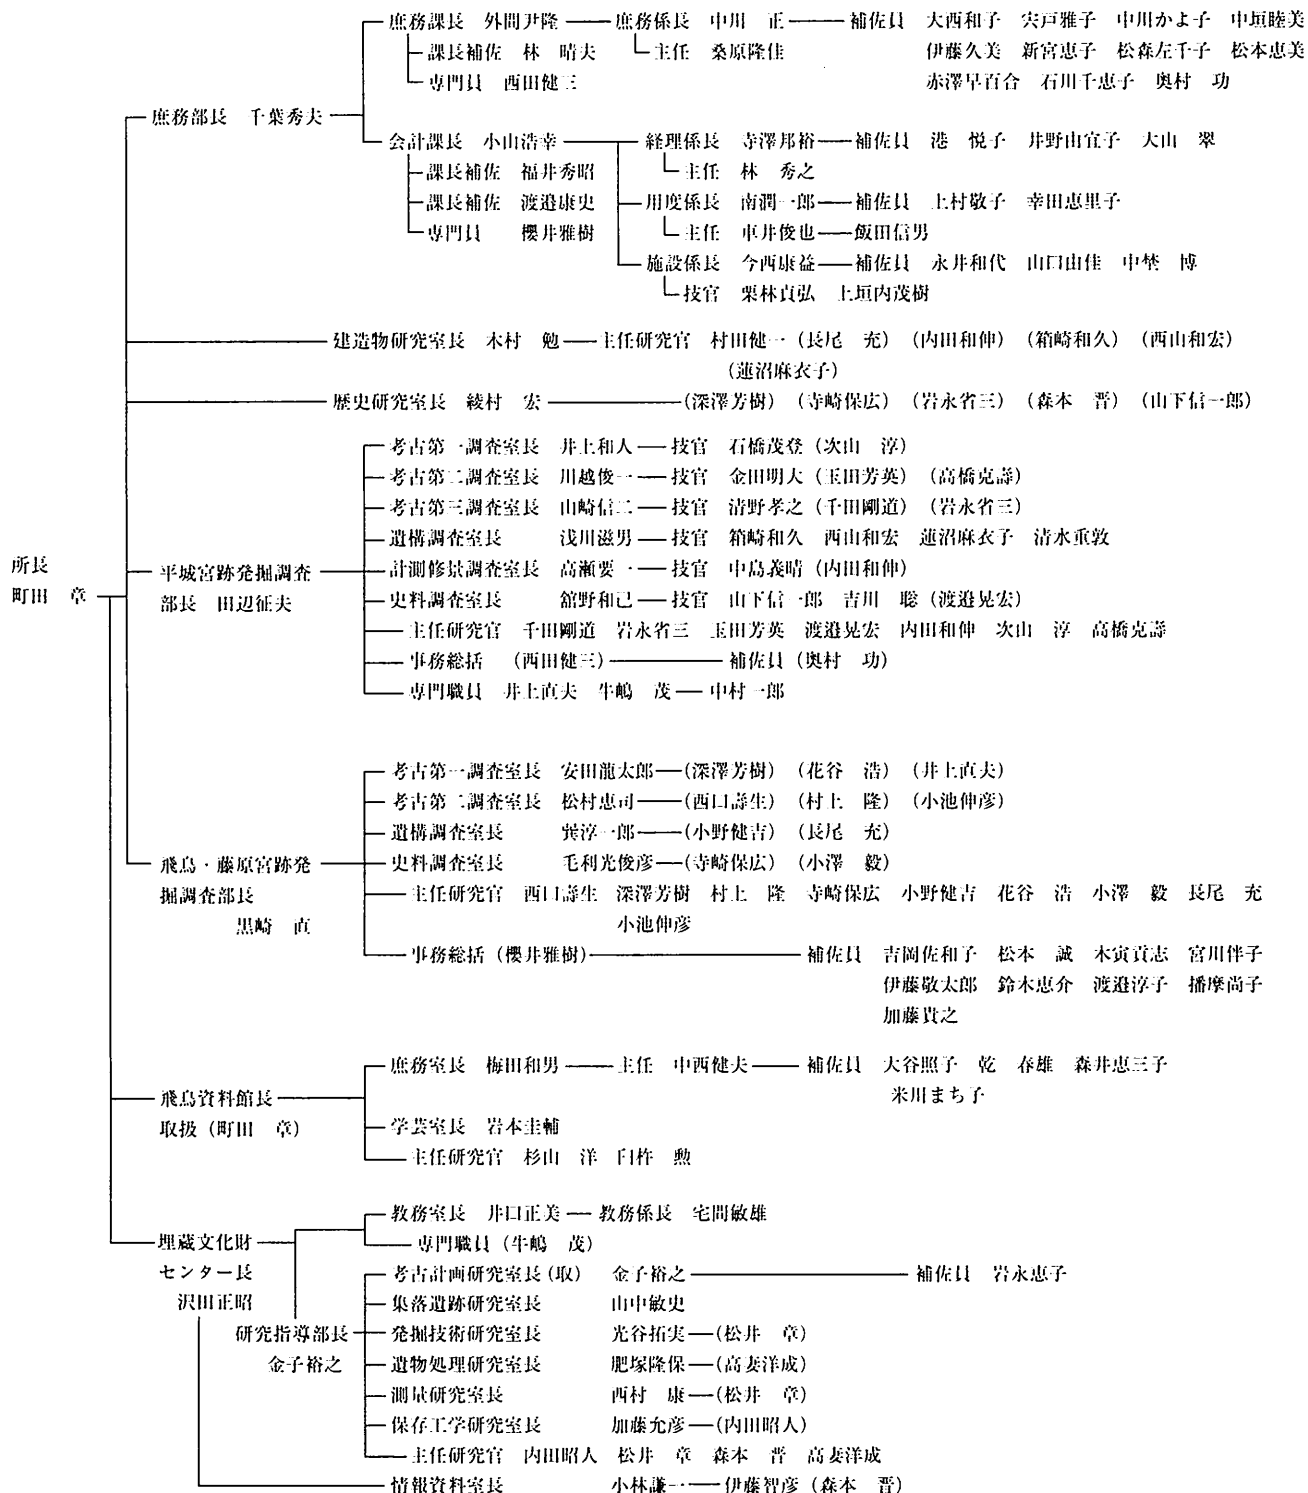 庶務課長 外間尹隆 庶務係長 中川 正 補佐員 大西和子 宍戸雅子 中川かよ子 中垣睦美
課長補佐 林 晴夫 主任 桑原隆佳 伊藤久美 新宮恵子 松森左千子 松本恵美
専門員 西田健三 赤澤早百合 石川千恵子 奥村 功
庶務部長 千葉秀夫
会計課長 小山浩幸 経理係長 寺澤邦裕 補佐員 港 悦子 井野由宜子 大山 翠
課長補佐 福井秀昭 主任 林 秀之
課長補佐 渡邉康史 用度係長 南潤一郎 補佐員 上村敬子 幸田恵里子
専門員 櫻井雅樹 主任 車井俊也 飯田信男
施設係長 今西康益 補佐員 永井和代 山口由佳 中埜 博
技官 栗林貞弘 上垣内茂樹
建造物研究室長 木村 勉 主任研究官 村田健一(長尾 充)(内田和伸)(箱崎和久)(西山和宏)
(蓮沼麻衣子)
歴史研究室長 綾村 宏 (深澤芳樹)(寺崎保広)(岩永省三)(森本 晋)(山下信一郎)
考古第一調査室長 井上和人 技官 石橋茂登(次山 淳)
考古第二調査室長 川越俊一 技官 金田明大(玉田芳英)(高橋克壽)
考古第三調査室長 山崎信二 技官 清野孝之(千田剛道)(岩永省三)
遺構調査室長 浅川滋男 技官 箱崎和久 西山和宏 蓮沼麻衣子 清水重敦
所長
町田 章
平城宮跡発掘調査
部長 田辺征夫
計測修景調査室長 高瀬要一 技官 中島義晴(内田和伸)
史料調査室長 舘野和己 技官 山下信一郎 吉川 聡(渡邉晃宏)
主任研究官 千田剛道 岩永省三 玉田芳英 渡邉晃宏 内田和伸 次山 淳 高橋克壽
事務総括 (西田健三) 補佐員(奥村 功)
専門職員 井上直夫 牛嶋 茂 中村一郎
考古第一調査室長 安田龍太郎 (深澤芳樹)(花谷 浩)(井上直夫)
考古第二調査室長 松村恵司 (西口壽生)(村上 隆)(小池伸彦)
遺構調査室長 巽淳一郎 (小野健吉)(長尾 充)
飛鳥・藤原宮跡発
掘調査部長
黒崎 直
史料調査室長 毛利光俊彦 (寺崎保広)(小澤 毅)
主任研究官 西口壽生 深澤芳樹 村上 隆 寺崎保広 小野健吉 花谷 浩 小澤 毅 長尾 充
小池伸彦
事務総括(櫻井雅樹) 補佐員 吉岡佐和子 松本 誠 木寅貢志 宮川伴子
伊藤敬太郎 鈴木恵介 渡邉淳子 播摩尚子
加藤貴之
庶務室長 梅田和男 主任 中西健夫 補佐員 大谷照子 乾 春雄 森井恵三子
米川まち子
飛鳥資料館長
取扱(町田 章)
学芸室長 岩本圭輔
主任研究官 杉山 洋 臼杵 勲
教務室長 井口正美 教務係長 宅間敏雄
専門職員(牛嶋 茂)
埋蔵文化財
センター長
沢田正昭
考古計画研究室長(取) 金子裕之 補佐員 岩永恵子
集落遺跡研究室長 山中敏史
研究指導部長
金子裕之
発掘技術研究室長 光谷拓実 (松井 章)
遺物処理研究室長 肥塚隆保 (高妻洋成)
測量研究室長 西村 康 (松井 章)
保存工学研究室長 加藤允彦 (内田昭人)
主任研究官 内田昭人 松井 章 森本 晋 高妻洋成
情報資料室長 小林謙一 伊藤智彦(森本 晋)